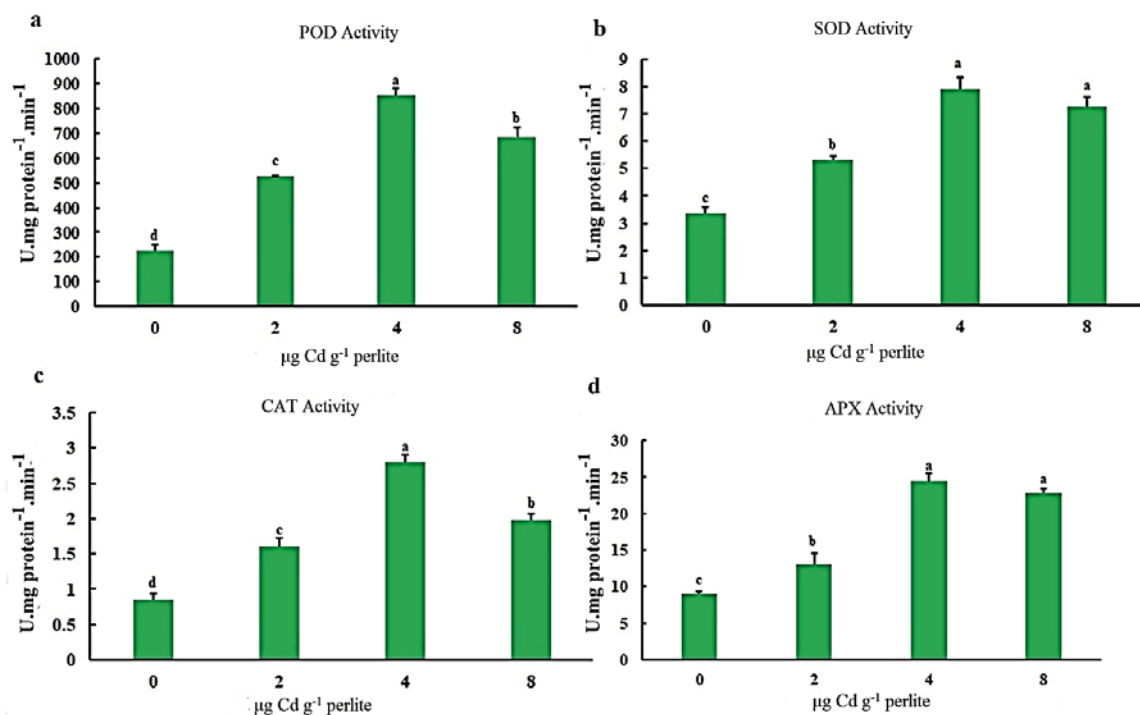 a
POD Activity
U.mg protein⁻¹.min⁻¹
1000
900
800
700
600
500
400
300
200
100
0
d
c
a
b
0 2 4 8
µg Cd g⁻¹ perlite
b
SOD Activity
U.mg protein⁻¹.min⁻¹
9
8
7
6
5
4
3
2
1
0
c
b
a
a
0 2 4 8
µg Cd g⁻¹ perlite
c
CAT Activity
U.mg protein⁻¹.min⁻¹
3.5
3
2.5
2
1.5
1
0.5
0
d
c
a
b
0 2 4 8
µg Cd g⁻¹ perlite
d
APX Activity
U.mg protein⁻¹.min⁻¹
30
25
20
15
10
5
0
c
b
a
a
0 2 4 8
µg Cd g⁻¹ perlite